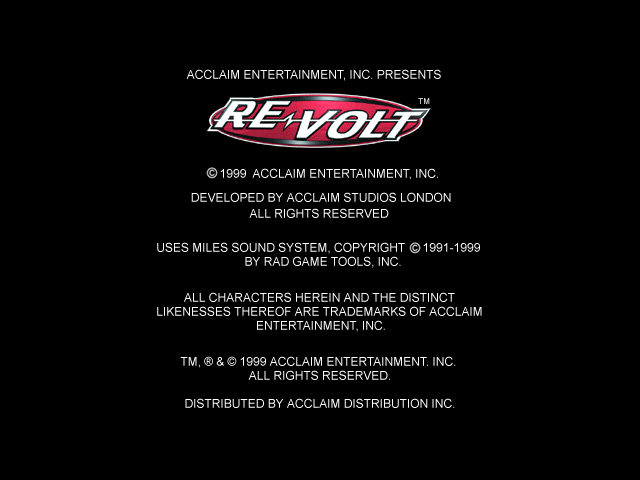 ACCLAIM ENTERTAINMENT, INC. PRESENTS
RE-VOLT TM
© 1999 ACCLAIM ENTERTAINMENT, INC.
DEVELOPED BY ACCLAIM STUDIOS LONDON
ALL RIGHTS RESERVED
USES MILES SOUND SYSTEM, COPYRIGHT © 1991-1999
BY RAD GAME TOOLS, INC.
ALL CHARACTERS HEREIN AND THE DISTINCT
LIKENESSES THEREOF ARE TRADEMARKS OF ACCLAIM
ENTERTAINMENT, INC.
TM, ® & © 1999 ACCLAIM ENTERTAINMENT. INC.
ALL RIGHTS RESERVED.
DISTRIBUTED BY ACCLAIM DISTRIBUTION INC.